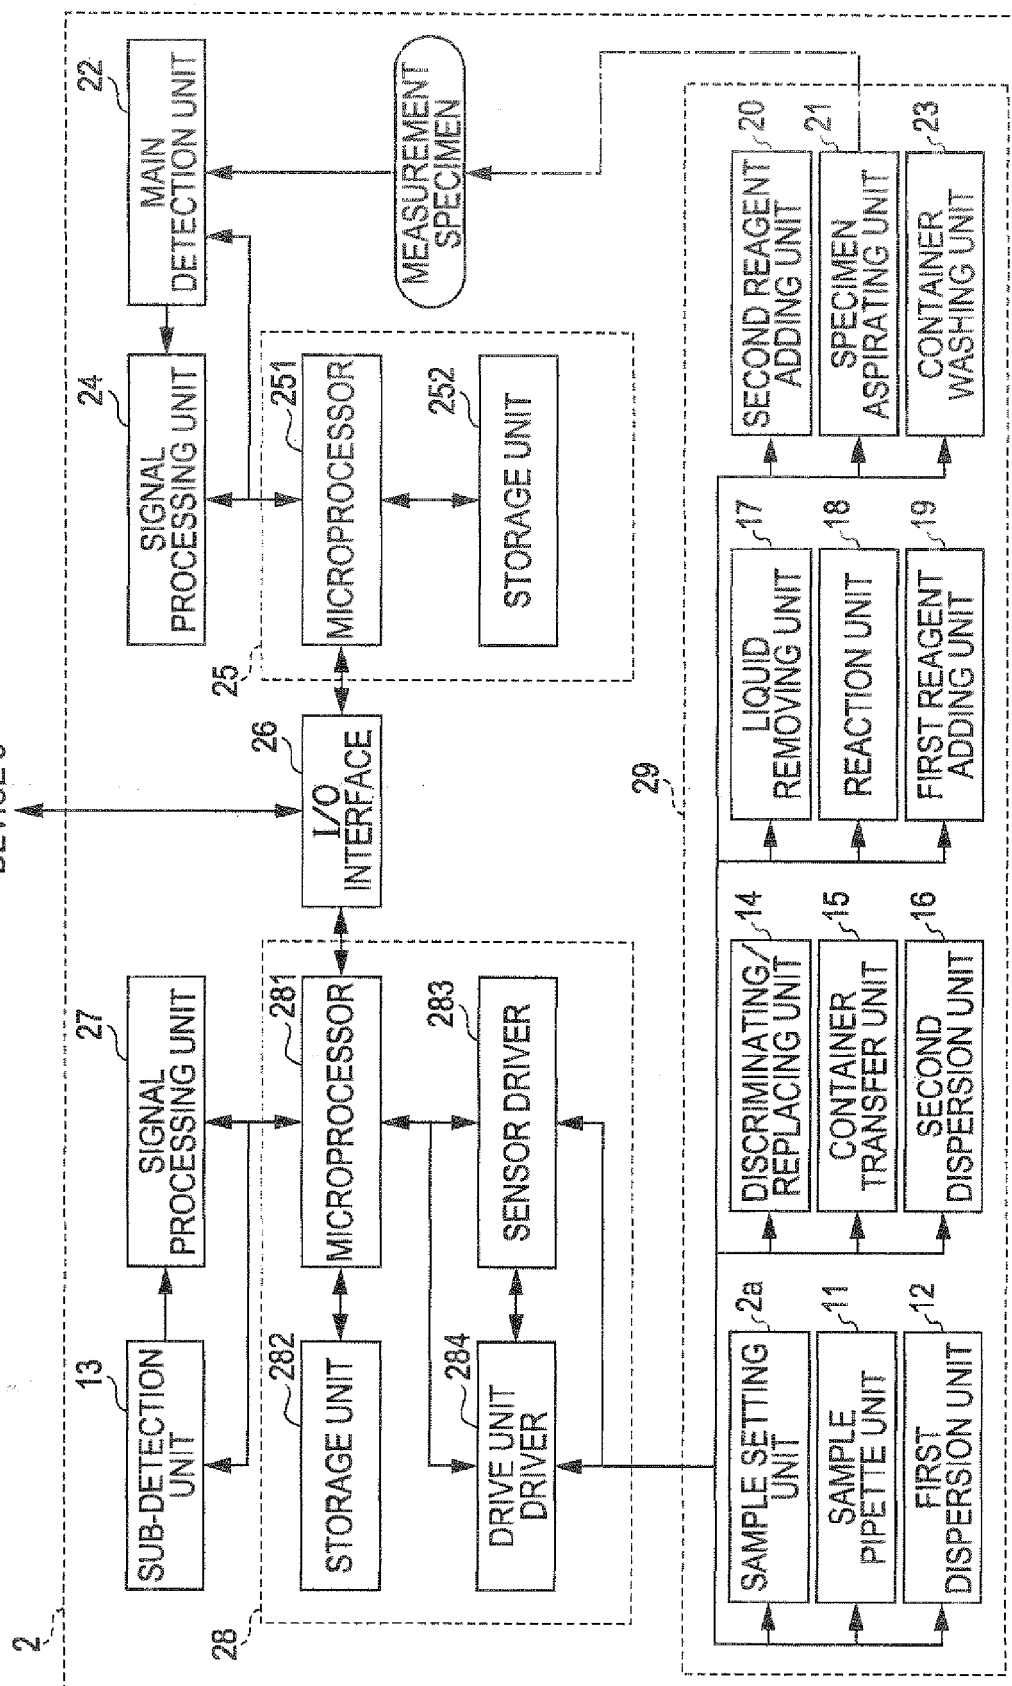 2
13
SUB-DETECTION
UNIT
27
SIGNAL
PROCESSING UNIT
24
SIGNAL
PROCESSING UNIT
22
MAIN
DETECTION UNIT
28
282
STORAGE UNIT
281
MICROPROCESSOR
26
I/O
INTERFACE
25
251
MICROPROCESSOR
MEASUREMENT
SPECIMEN
284
DRIVE UNIT
DRIVER
283
SENSOR DRIVER
252
STORAGE UNIT
29
2a
SAMPLE SETTING
UNIT
14
DISCRIMINATING/
REPLACING UNIT
17
LIQUID
REMOVING UNIT
20
SECOND REAGENT
ADDING UNIT
11
SAMPLE
PIPETTE UNIT
15
CONTAINER
TRANSFER UNIT
18
REACTION UNIT
21
SPECIMEN
ASPIRATING UNIT
12
FIRST
DISPERSION UNIT
16
SECOND
DISPERSION UNIT
19
FIRST REAGENT
ADDING UNIT
23
CONTAINER
WASHING UNIT